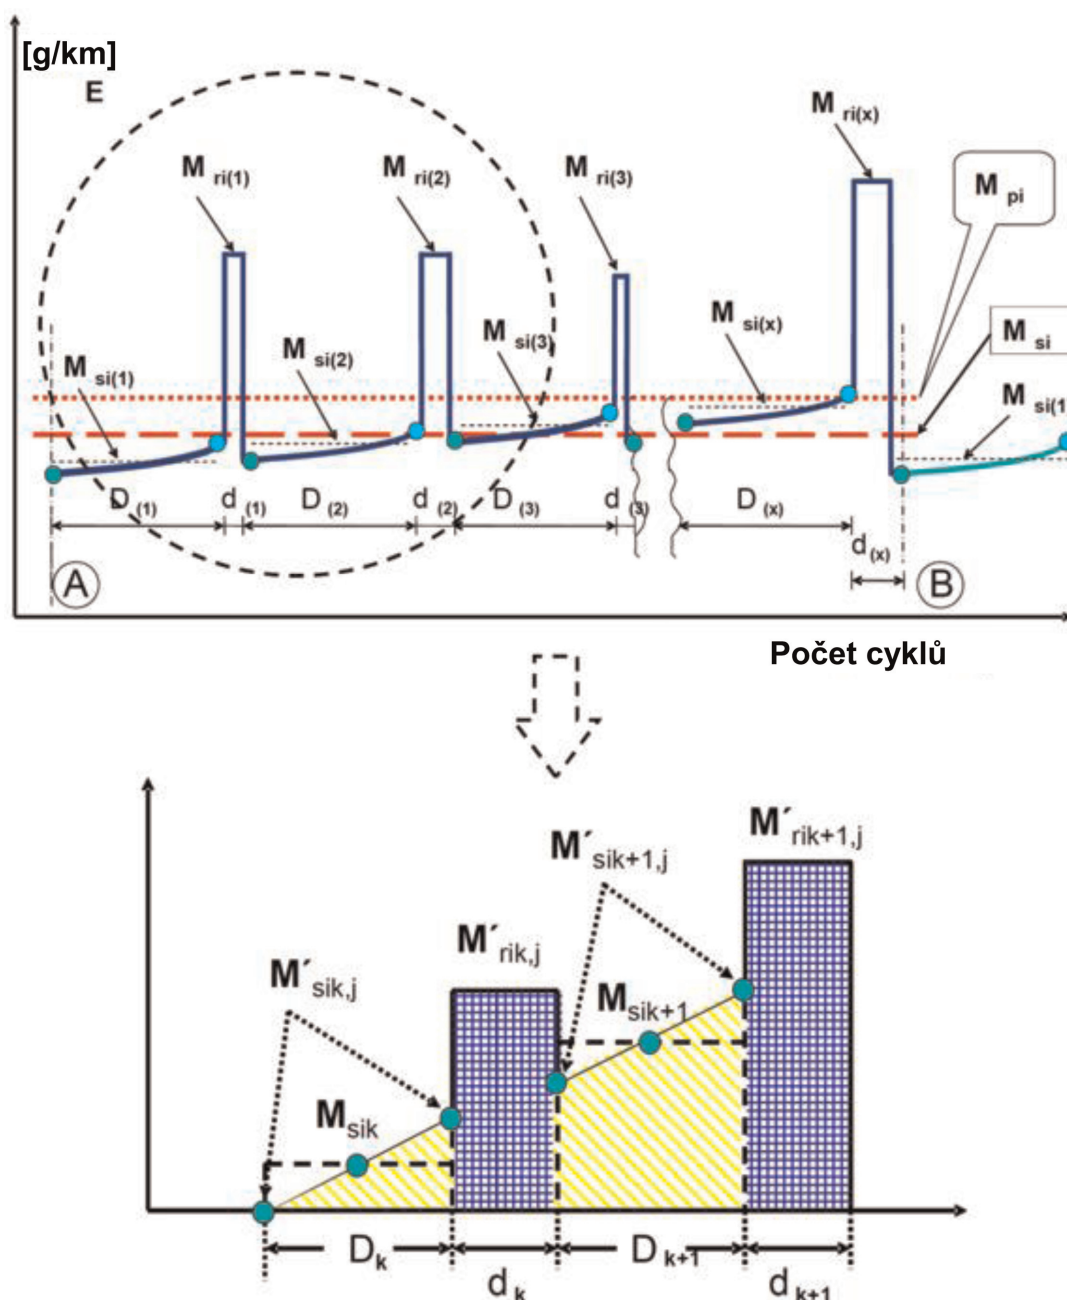 [g/km]
E
M ri(x)
M ri(1)
M ri(2)
M ri(3)
M pi
M si(1)
M si(2)
M si(3)
M si(x)
M si
M si(1
D (1)
d (1)
D (2)
d (2)
D (3)
d (3)
D (x)
d (x)
A
B
Počet cyklů
M´rik+1,j
M´sik+1,j
M´rik,j
M´sik,j
M sik+1
M sik
D k
D k+1
d k
d k+1